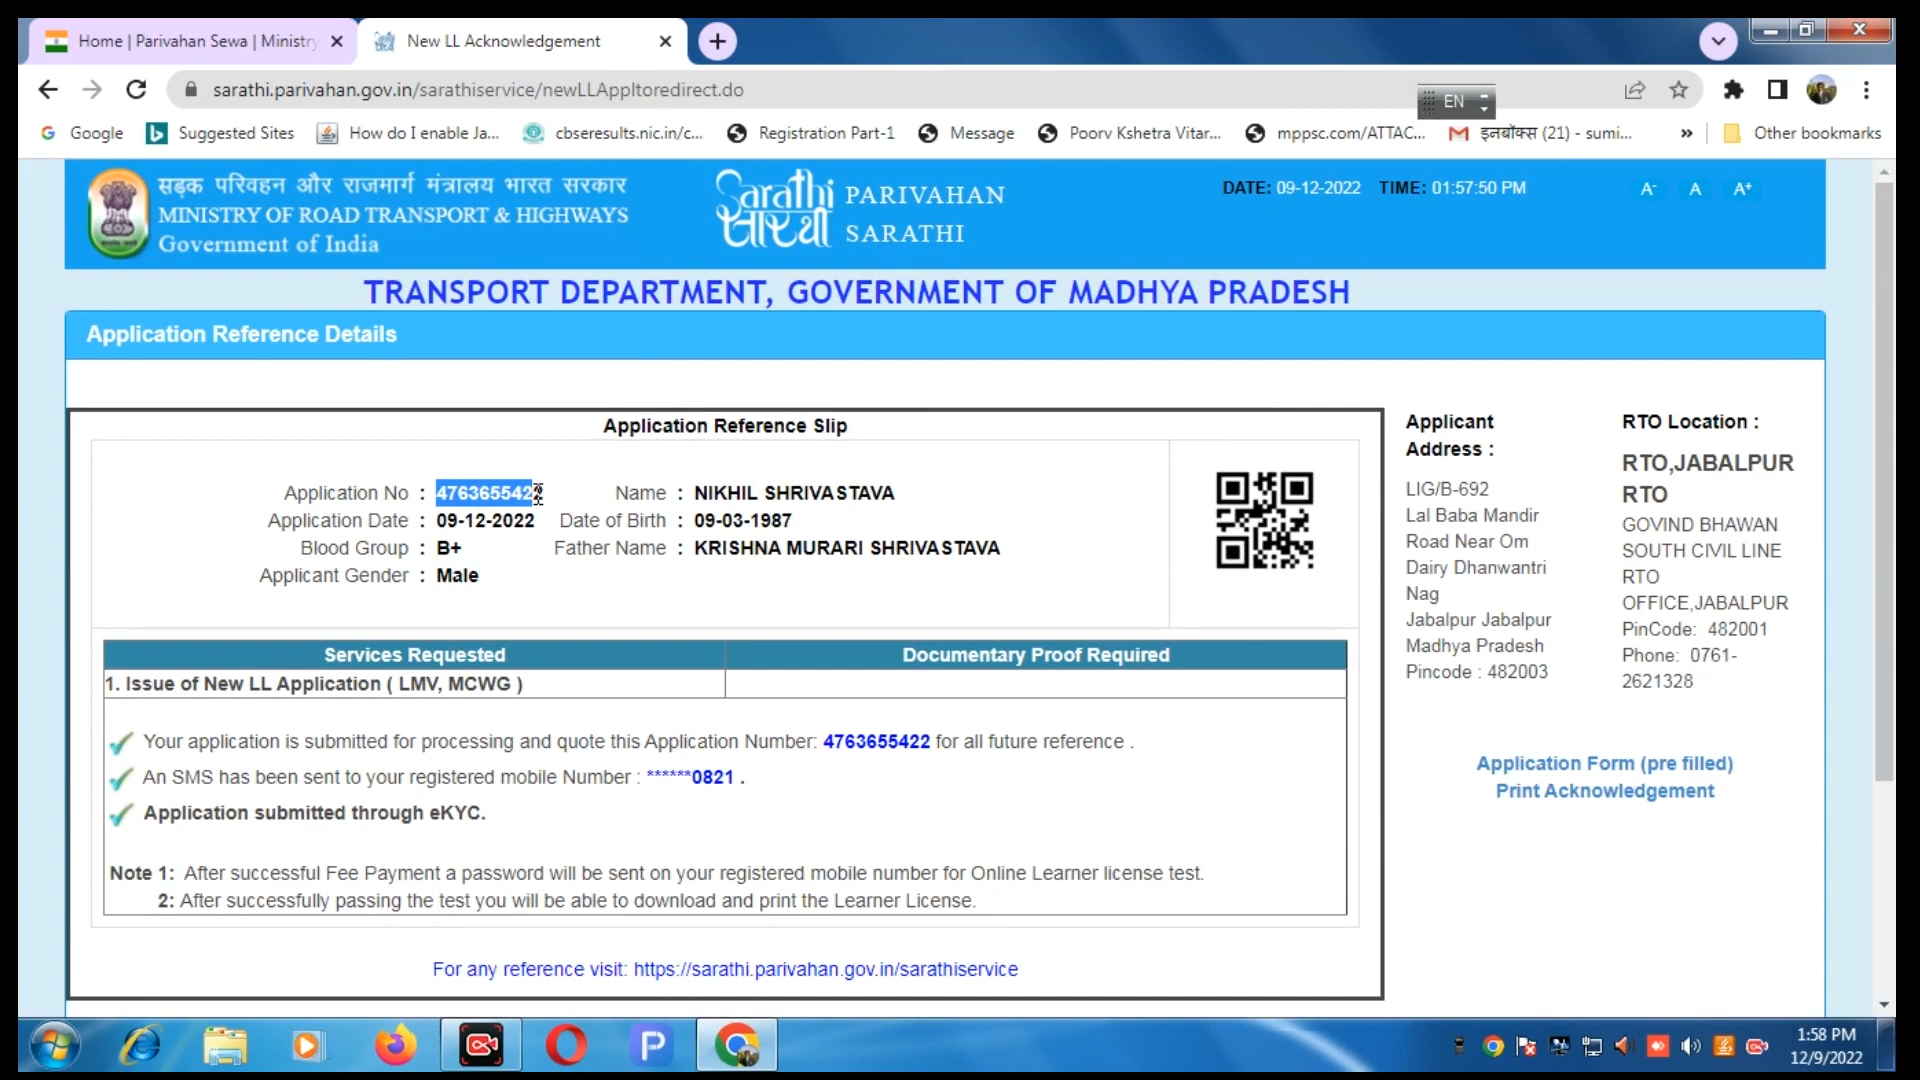 Home | Parivahan Sewa | Ministry
New LL Acknowledgement
sarathi.parivahan.gov.in/sarathiservice/newLLAppltoredirect.do
EN
Google
Suggested Sites
How do I enable Ja...
cbseresults.nic.in/c...
Registration Part-1
Message
Poorv Kshetra Vitar...
mppsc.com/ATTAC...
इनबॉक्स (21) - sumi...
»
Other bookmarks
सड़क परिवहन और राजमार्ग मंत्रालय भारत सरकार
MINISTRY OF ROAD TRANSPORT & HIGHWAYS
Government of India
Sarathi
सारथी
PARIVAHAN
SARATHI
DATE: 09-12-2022 TIME: 01:57:50 PM
A- A A+
TRANSPORT DEPARTMENT, GOVERNMENT OF MADHYA PRADESH
Application Reference Details
Application Reference Slip
Application No : 4763655422 Name : NIKHIL SHRIVASTAVA
Application Date : 09-12-2022 Date of Birth : 09-03-1987
Blood Group : B+ Father Name : KRISHNA MURARI SHRIVASTAVA
Applicant Gender : Male
Services Requested Documentary Proof Required
1. Issue of New LL Application ( LMV, MCWG )
Your application is submitted for processing and quote this Application Number: 4763655422 for all future reference .
An SMS has been sent to your registered mobile Number : ******0821 .
Application submitted through eKYC.
Note 1: After successful Fee Payment a password will be sent on your registered mobile number for Online Learner license test.
2: After successfully passing the test you will be able to download and print the Learner License.
For any reference visit: https://sarathi.parivahan.gov.in/sarathiservice
Applicant
Address :
LIG/B-692
Lal Baba Mandir
Road Near Om
Dairy Dhanwantri
Nag
Jabalpur Jabalpur
Madhya Pradesh
Pincode : 482003
RTO Location :
RTO,JABALPUR
RTO
GOVIND BHAWAN
SOUTH CIVIL LINE
RTO
OFFICE,JABALPUR
PinCode: 482001
Phone: 0761-
2621328
Application Form (pre filled)
Print Acknowledgement
1:58 PM
12/9/2022